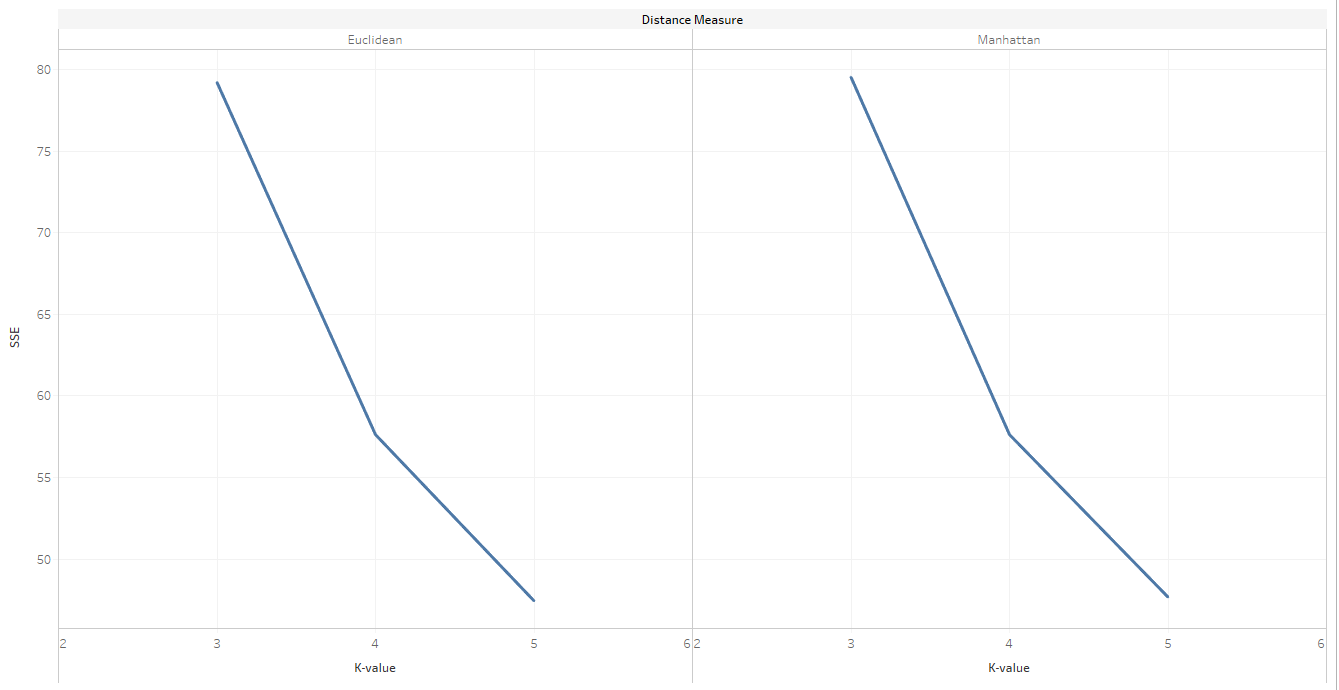 Distance Measure
Euclidean Manhattan
80
75
70
65
60
55
50
SSE
2 3 4 5 6 2 3 4 5 6
K-value K-value